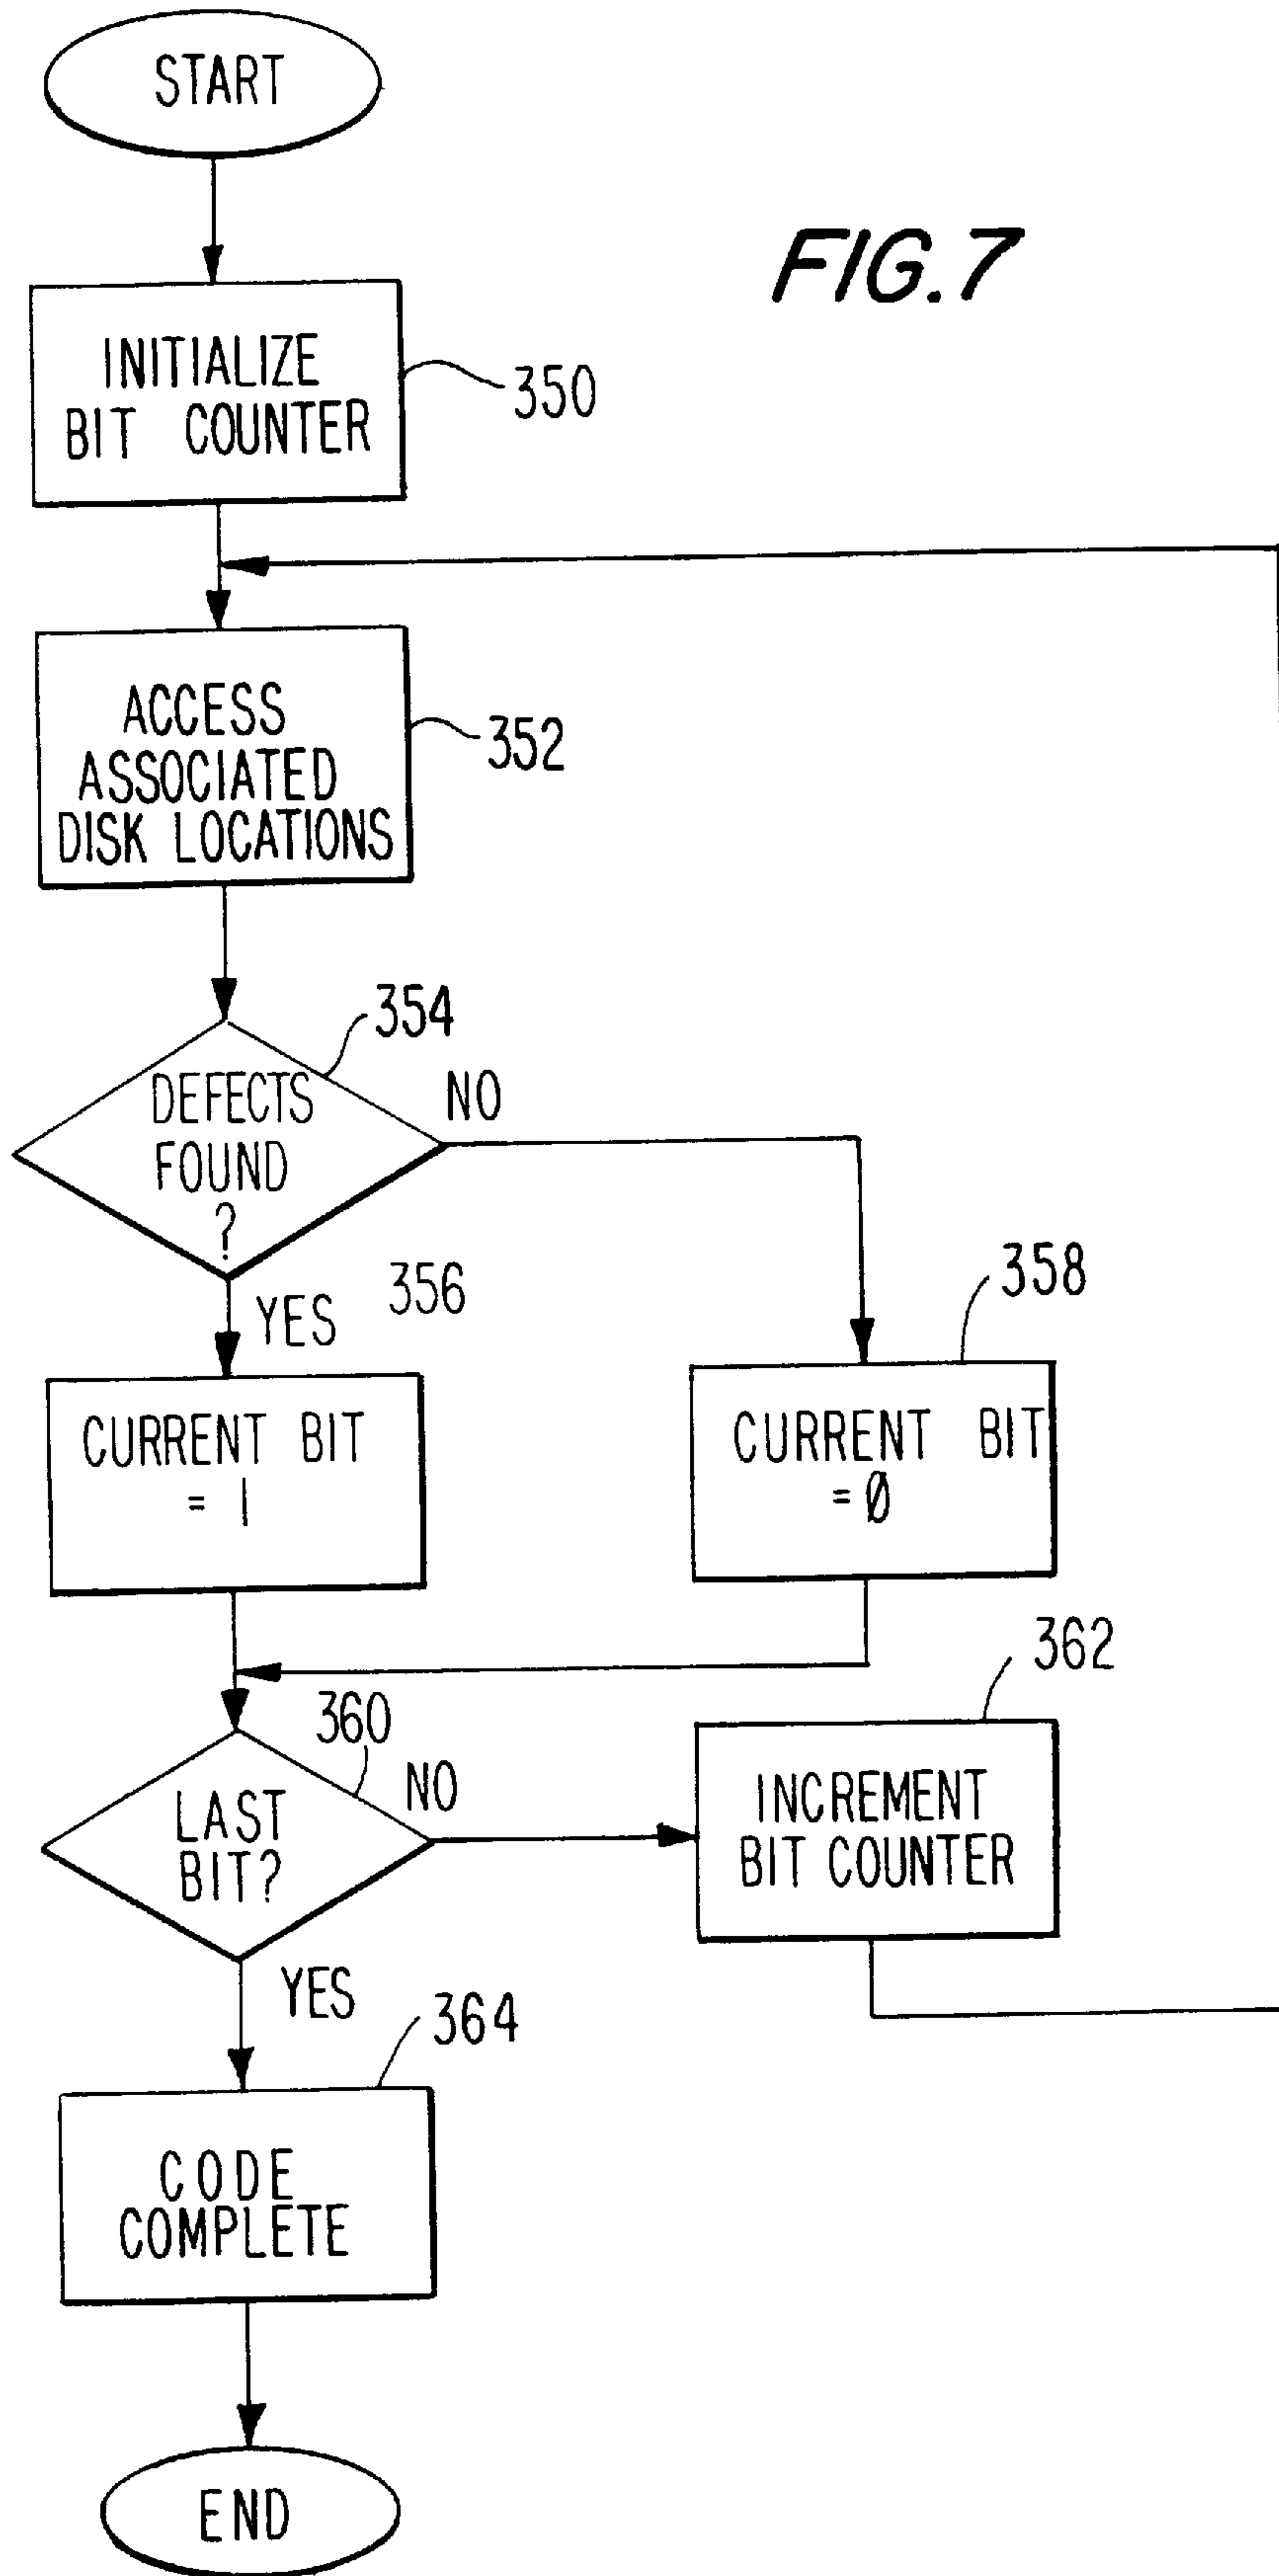 START
FIG.7
INITIALIZE
BIT COUNTER
350
ACCESS
ASSOCIATED
DISK LOCATIONS
352
354
DEFECTS
FOUND
?
NO
YES
356
358
CURRENT BIT
= 1
CURRENT BIT
= Ø
360
362
LAST
BIT?
NO
INCREMENT
BIT COUNTER
YES
364
CODE
COMPLETE
END